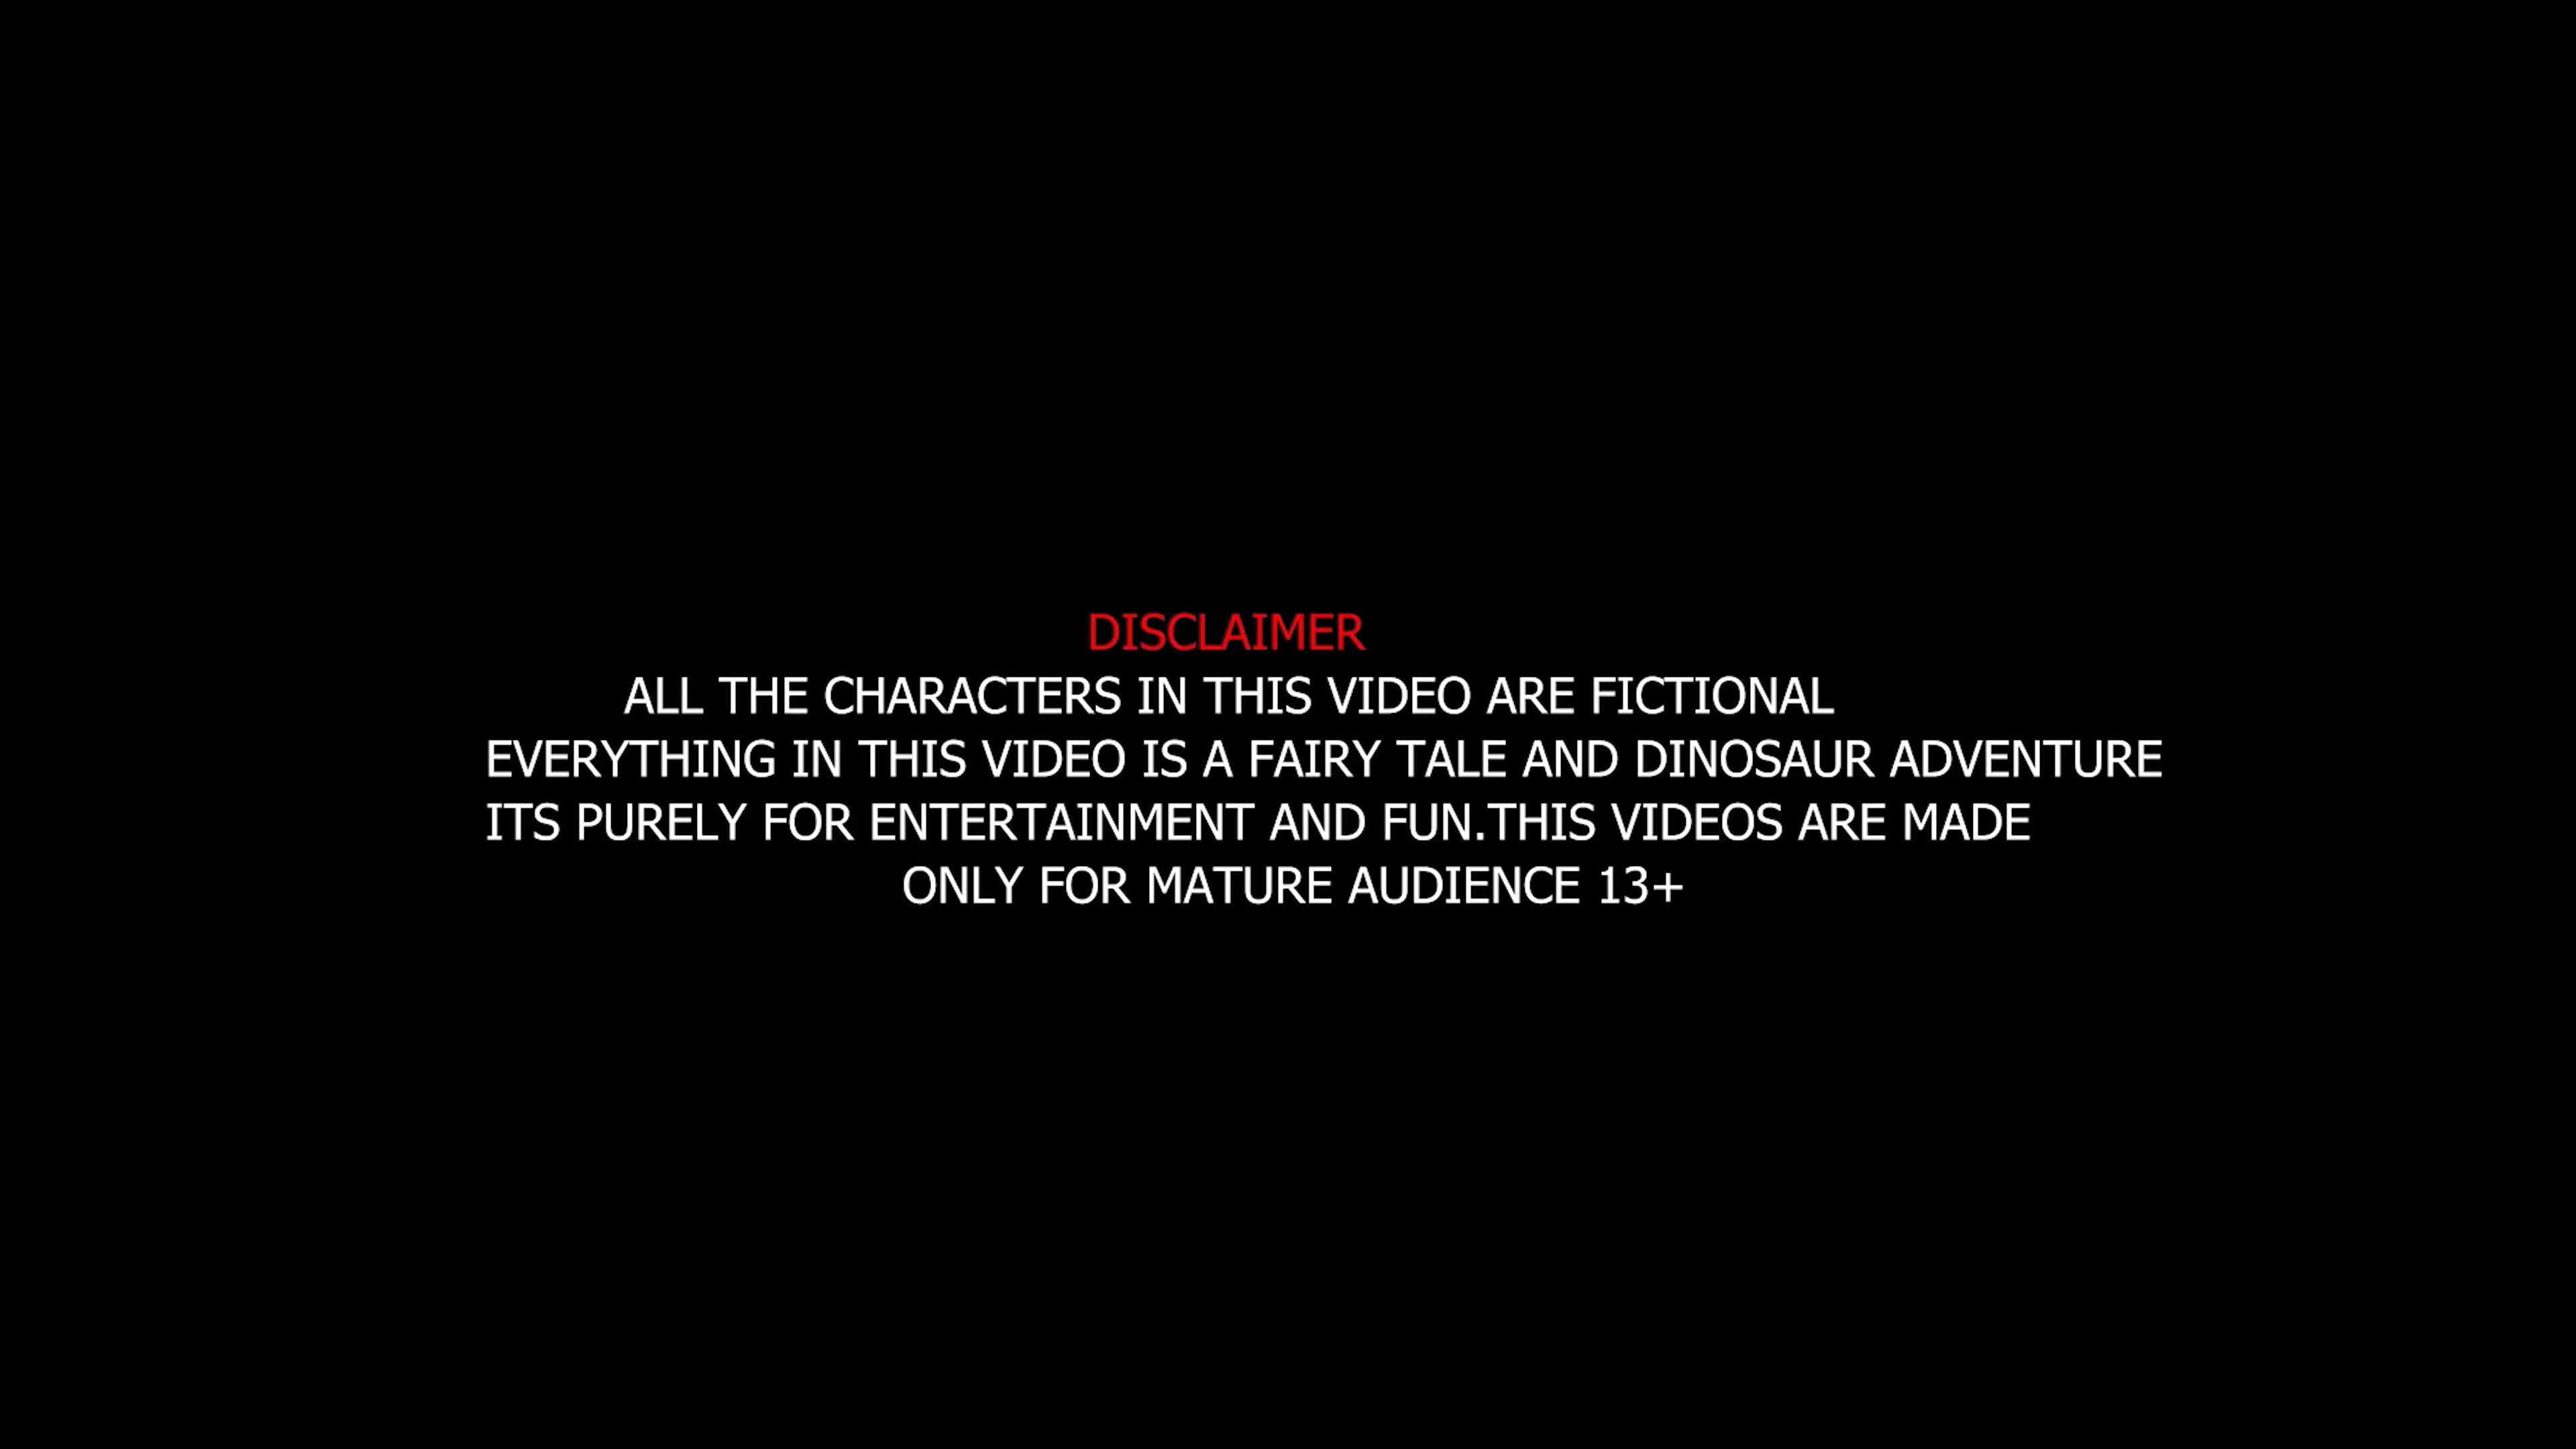 DISCLAIMER
ALL THE CHARACTERS IN THIS VIDEO ARE FICTIONAL
EVERYTHING IN THIS VIDEO IS A FAIRY TALE AND DINOSAUR ADVENTURE
ITS PURELY FOR ENTERTAINMENT AND FUN.THIS VIDEOS ARE MADE
ONLY FOR MATURE AUDIENCE 13+